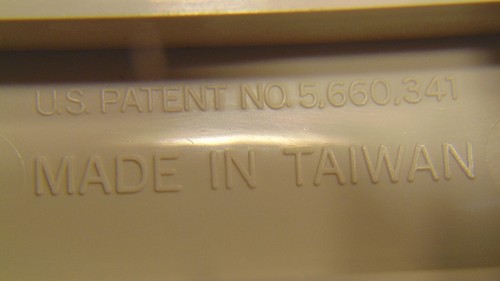 U.S. PATENT NO. 5,660,341
MADE IN TAIWAN